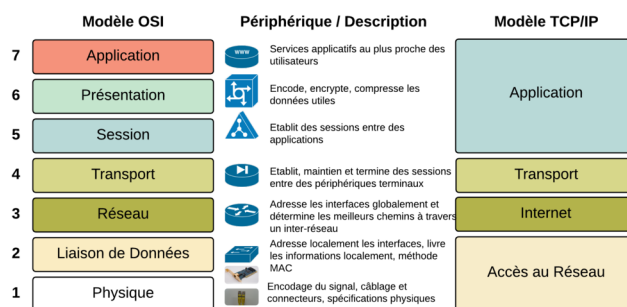 Modèle OSI
Périphérique / Description
Modèle TCP/IP
7
Application
www
Services applicatifs au plus proche des
utilisateurs
6
Présentation
Encode, encrypte, compresse les
données utiles
Application
5
Session
Etablit des sessions entre des
applications
4
Transport
Etablit, maintien et termine des sessions
entre des périphériques terminaux
Transport
3
Réseau
Adresse les interfaces globalement et
détermine les meilleurs chemins à travers
un inter-réseau
Internet
2
Liaison de Données
Adresse localement les interfaces, livre
les informations localement, méthode
MAC
Accès au Réseau
1
Physique
Encodage du signal, câblage et
connecteurs, spécifications physiques